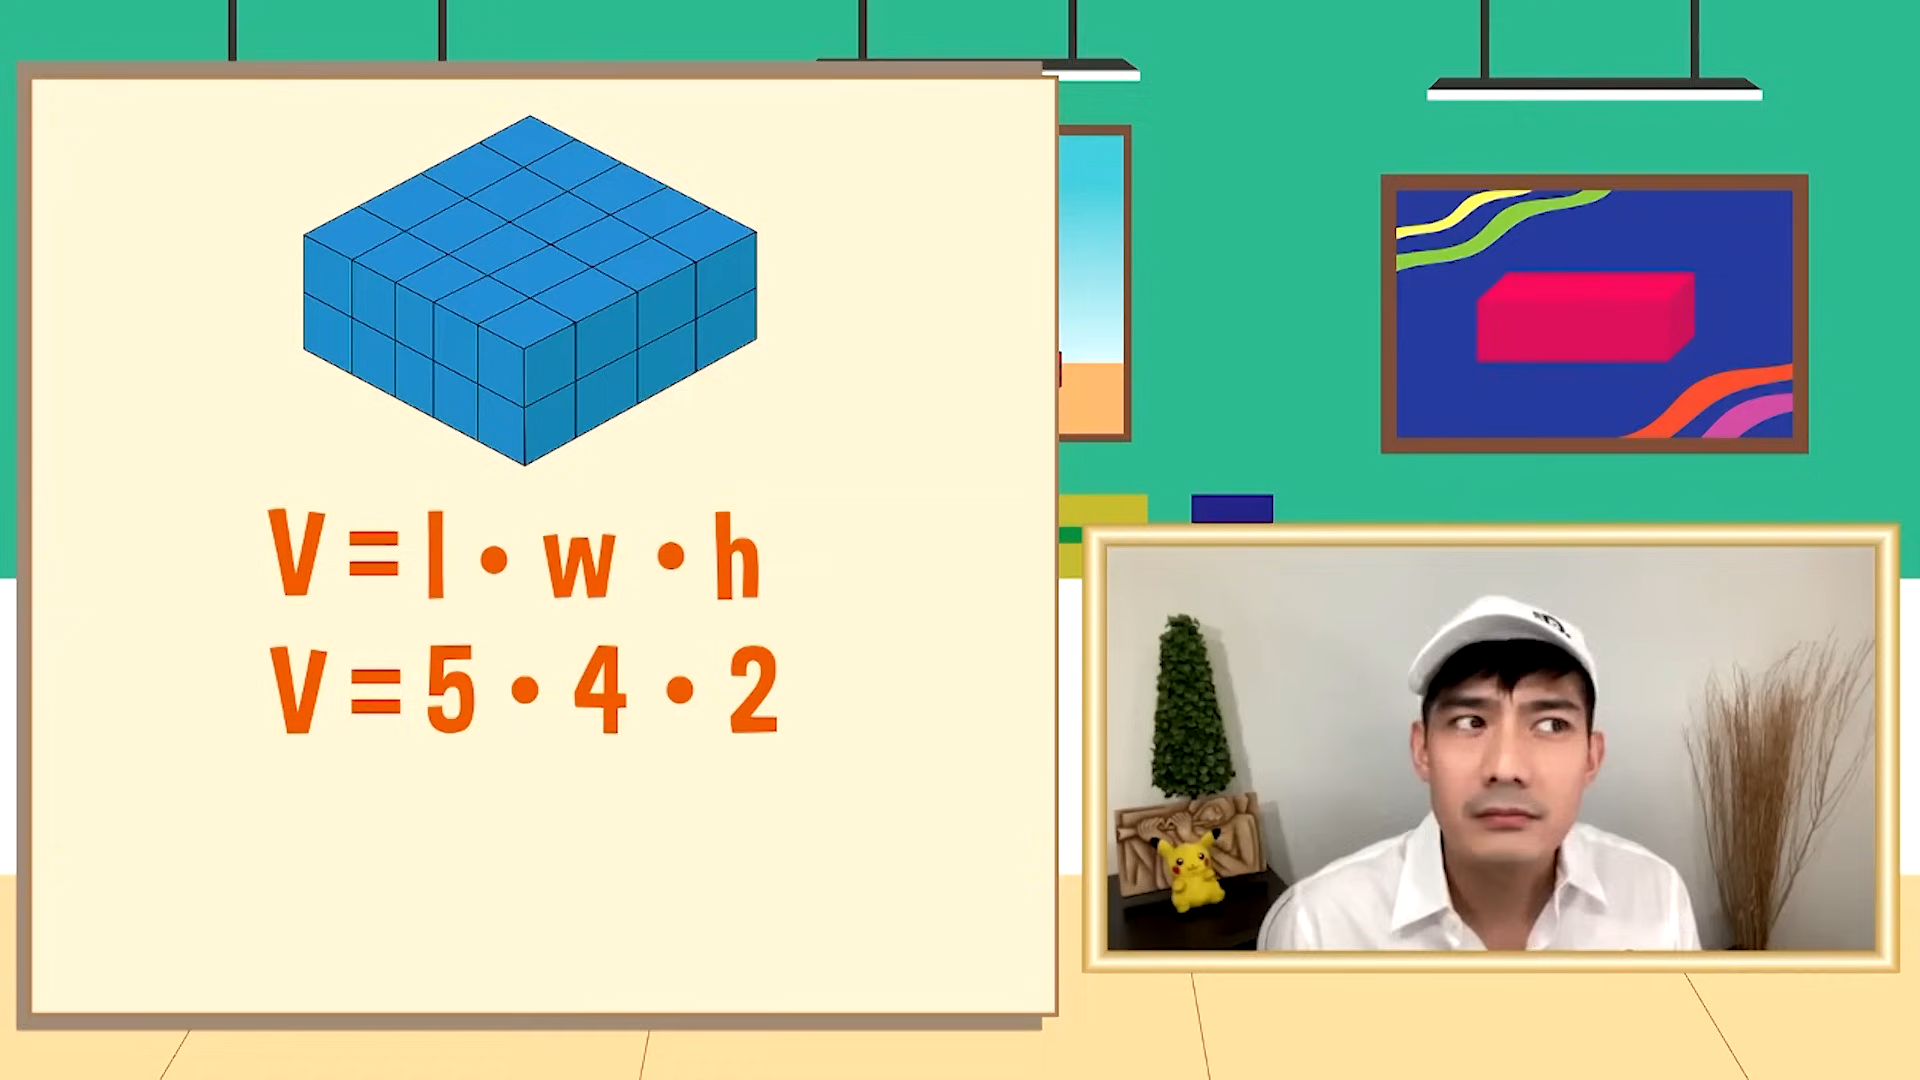 V = l • w • h
V = 5 • 4 • 2